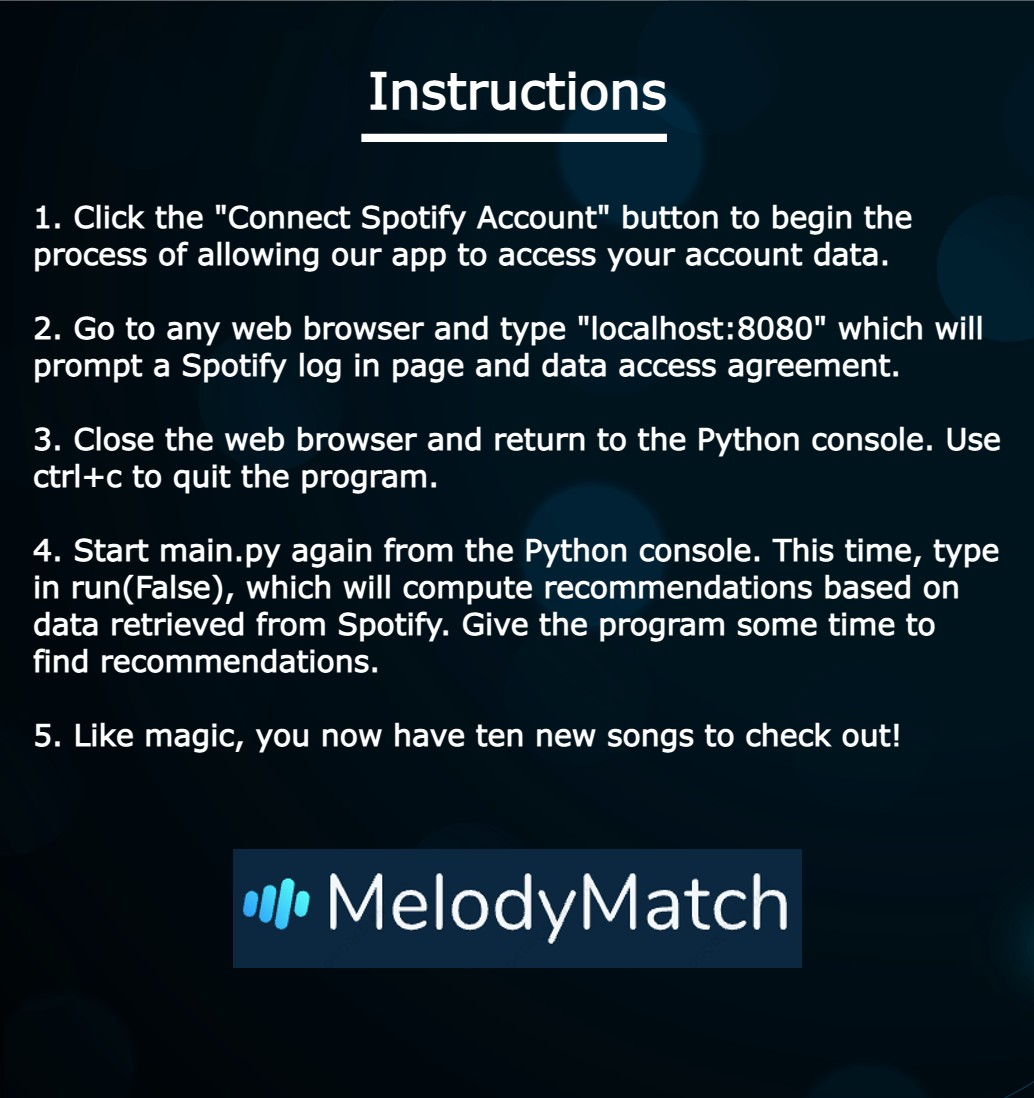 Instructions
1. Click the "Connect Spotify Account" button to begin the
process of allowing our app to access your account data.
2. Go to any web browser and type "localhost:8080" which will
prompt a Spotify log in page and data access agreement.
3. Close the web browser and return to the Python console. Use
ctrl+c to quit the program.
4. Start main.py again from the Python console. This time, type
in run(False), which will compute recommendations based on
data retrieved from Spotify. Give the program some time to
find recommendations.
5. Like magic, you now have ten new songs to check out!
MelodyMatch